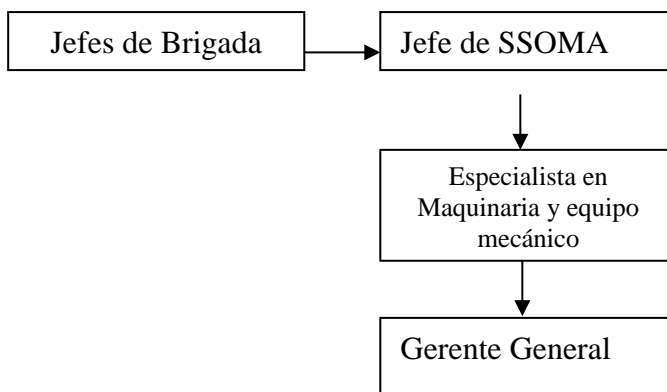 Jefes de Brigada
Jefe de SSOMA
Especialista en
Maquinaria y equipo
mecánico
Gerente General